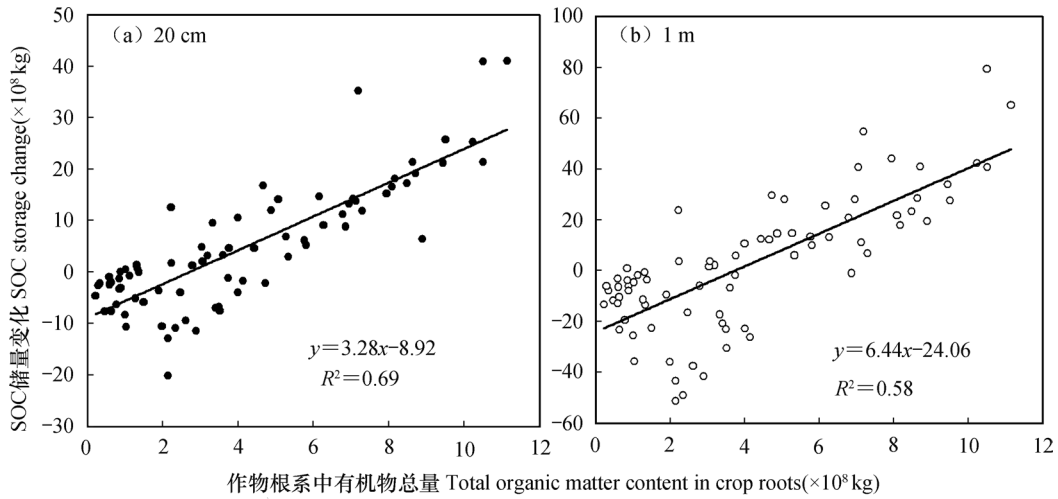 SOC储量变化 SOC storage change(×10⁸kg)
(a) 20 cm
50
40
30
20
10
0
−10
−20
−30
y=3.28x−8.92
R²=0.69
0 2 4 6 8 10 12
(b) 1 m
100
80
60
40
20
0
−20
−40
−60
y=6.44x−24.06
R²=0.58
0 2 4 6 8 10 12
作物根系中有机物总量 Total organic matter content in crop roots(×10⁸kg)